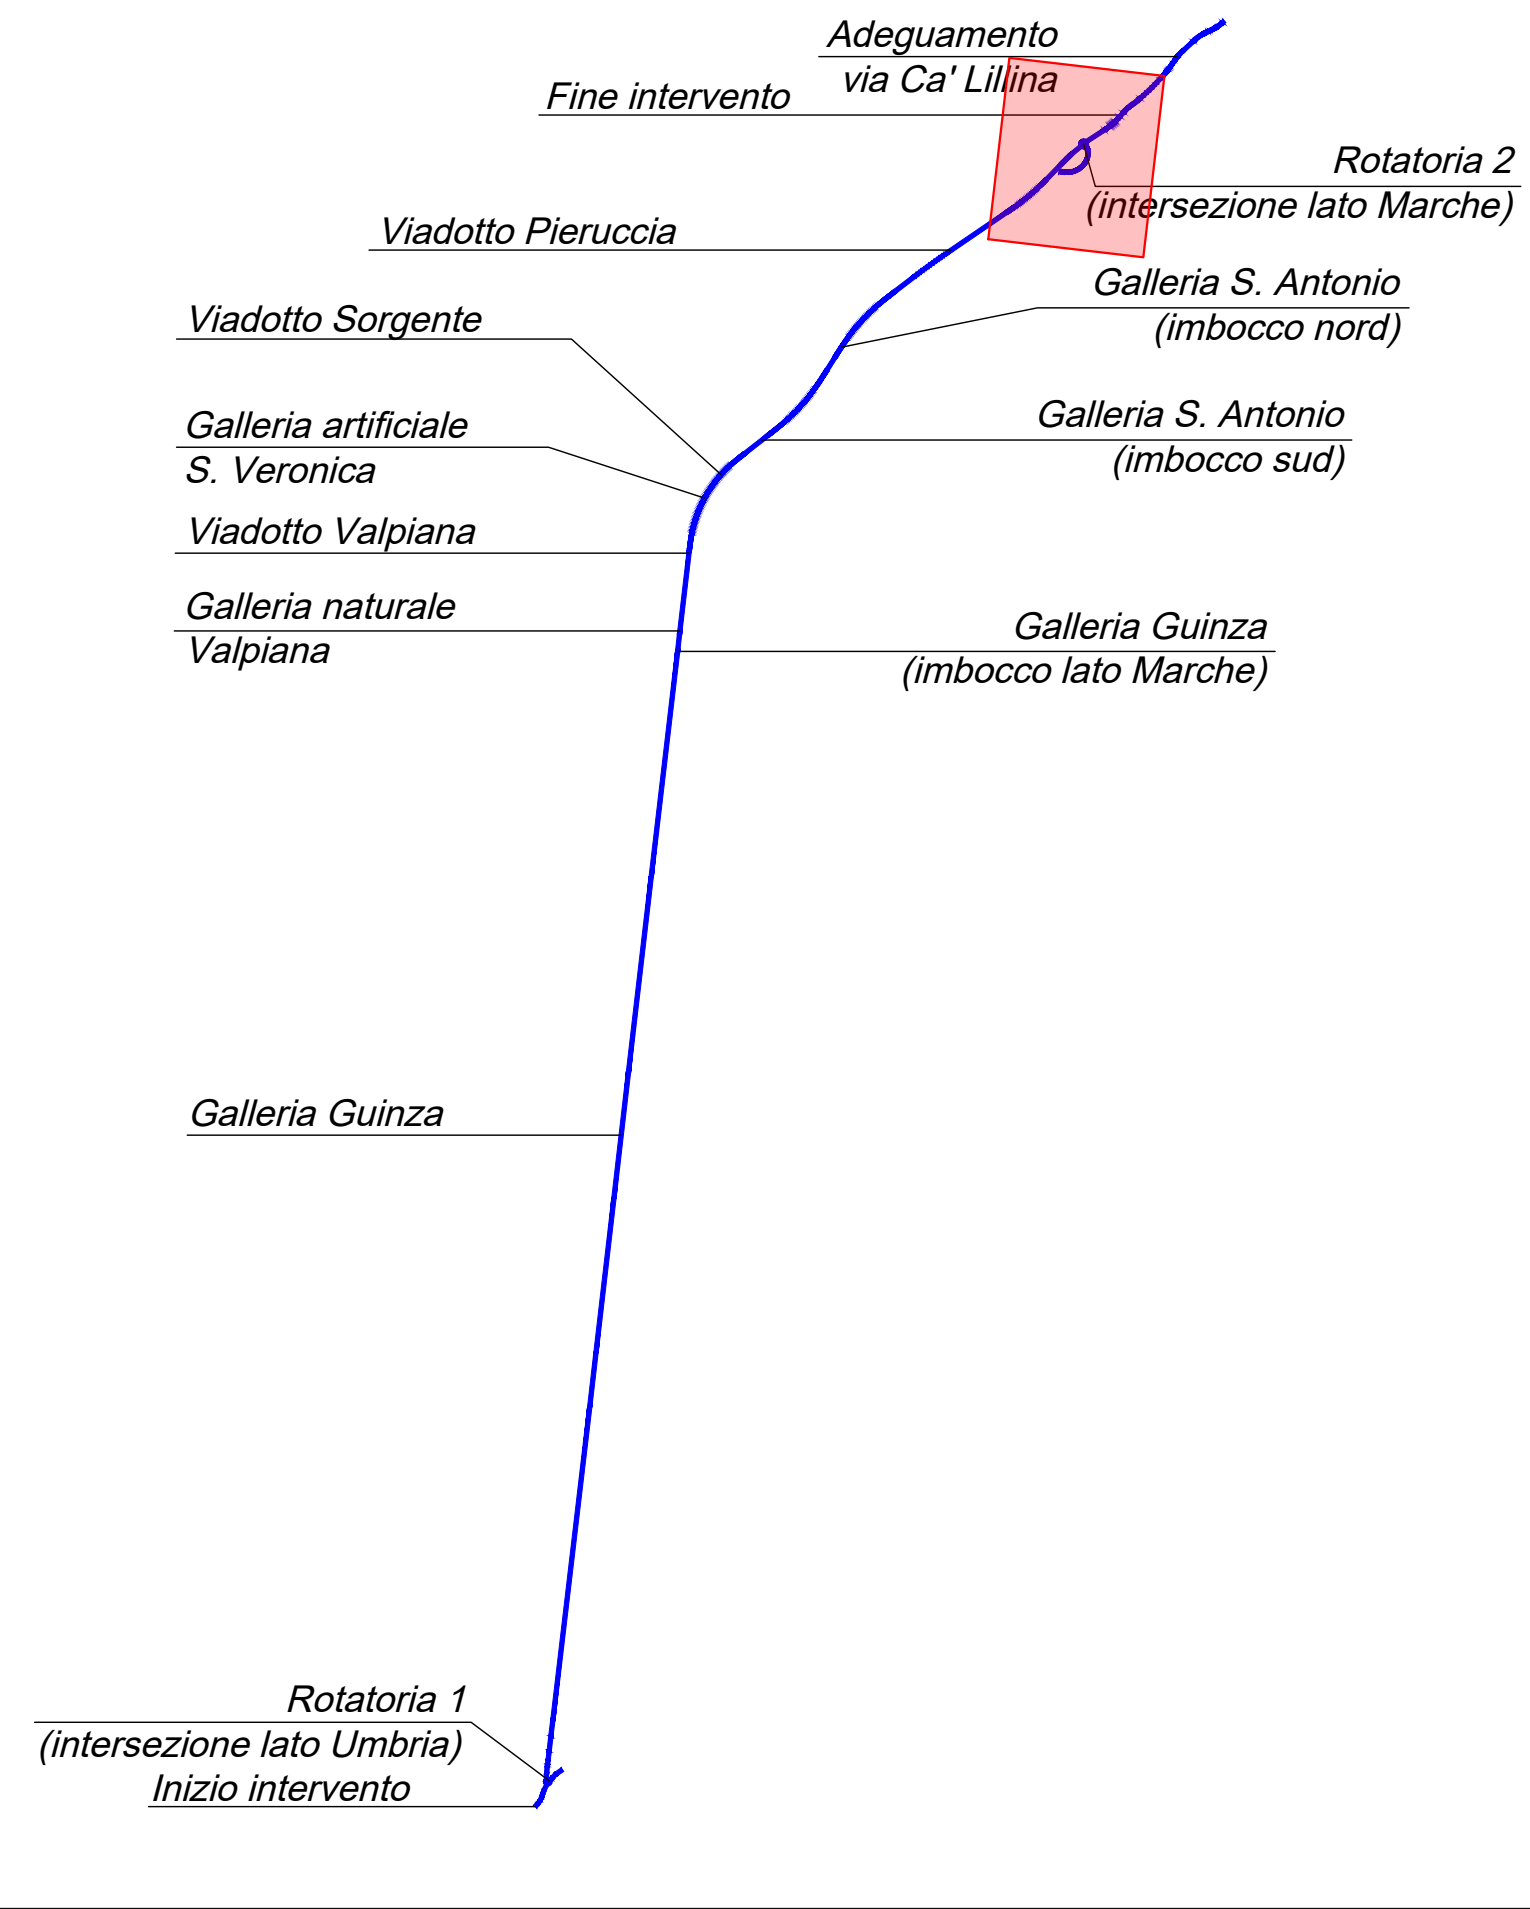 Adeguamento
via Ca' Lillina
Fine intervento
Rotatoria 2
(intersezione lato Marche)
Viadotto Pieruccia
Galleria S. Antonio
(imbocco nord)
Viadotto Sorgente
Galleria S. Antonio
(imbocco sud)
Galleria artificiale
S. Veronica
Viadotto Valpiana
Galleria naturale
Valpiana
Galleria Guinza
(imbocco lato Marche)
Galleria Guinza
Rotatoria 1
(intersezione lato Umbria)
Inizio intervento